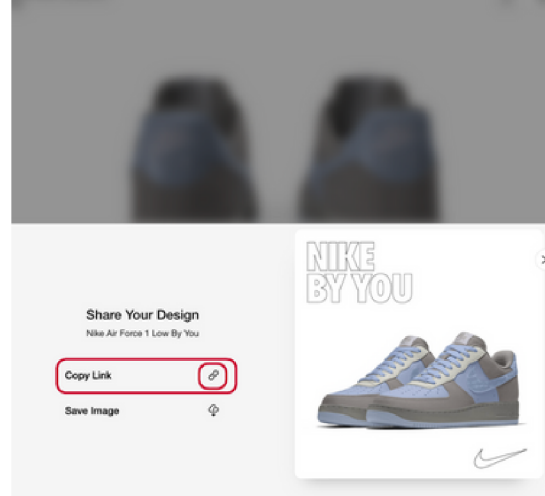 Share Your Design
Nike Air Force 1 Low By You
Copy Link
Save Image
NIKE
BY YOU